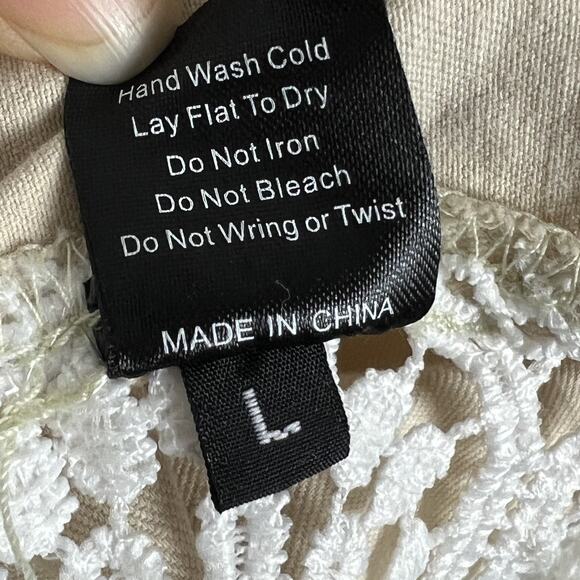 Hand Wash Cold
Lay Flat To Dry
Do Not Iron
Do Not Bleach
Do Not Wring or Twist
MADE IN CHINA
L